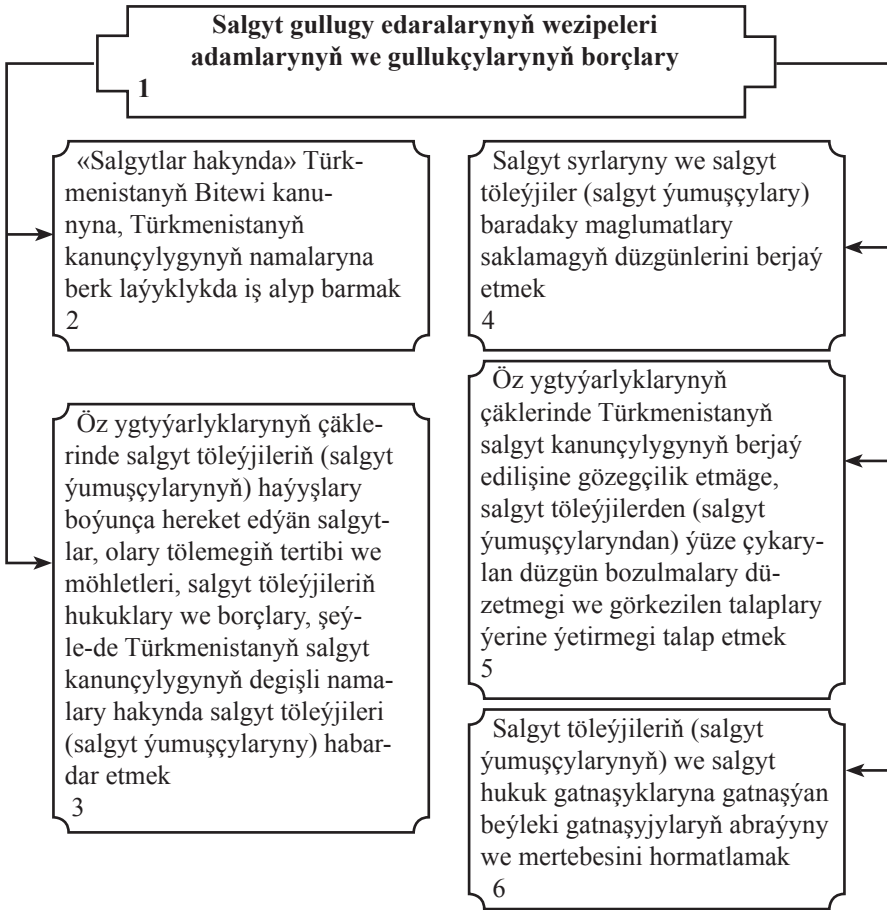 Salgyt gullugy edaralarynyň wezipeleri
adamlarynyň we gullukçylarynyň borçlary
1
«Salgytlar hakynda» Türk-
menistanyň Bitewi kanu-
nyna, Türkmenistanyň
kanunçylygynyň namalaryna
berk laýyklykda iş alyp barmak
2
Öz ygtyýarlyklarynyň çäkle-
rinde salgyt töleýjileriň (salgyt
ýumuşçylarynyň) haýyşlary
boýunça hereket edýän salgyt-
lar, olary tölemegiň tertibi we
möhletleri, salgyt töleýjileriň
hukuklary we borçlary, şeý-
le-de Türkmenistanyň salgyt
kanunçylygynyň degişli nama-
lary hakynda salgyt töleýjileri
(salgyt ýumuşçylaryny) habar-
dar etmek
3
Salgyt syrlaryny we salgyt
töleýjiler (salgyt ýumuşçylary)
baradaky maglumatlary
saklamagyň düzgünlerini berjaý
etmek
4
Öz ygtyýarlyklarynyň
çäklerinde Türkmenistanyň
salgyt kanunçylygynyň berjaý
edilişine gözegçilik etmäge,
salgyt töleýjilerden (salgyt
ýumuşçylaryndan) ýüze çykary-
lan düzgün bozulmalary dü-
zetmegi we görkezilen talaplary
ýerine ýetirmegi talap etmek
5
Salgyt töleýjileriň (salgyt
ýumuşçylarynyň) we salgyt
hukuk gatnaşyklaryna gatnaşýan
beýleki gatnaşyjylaryň abraýyny
we mertebesini hormatlamak
6